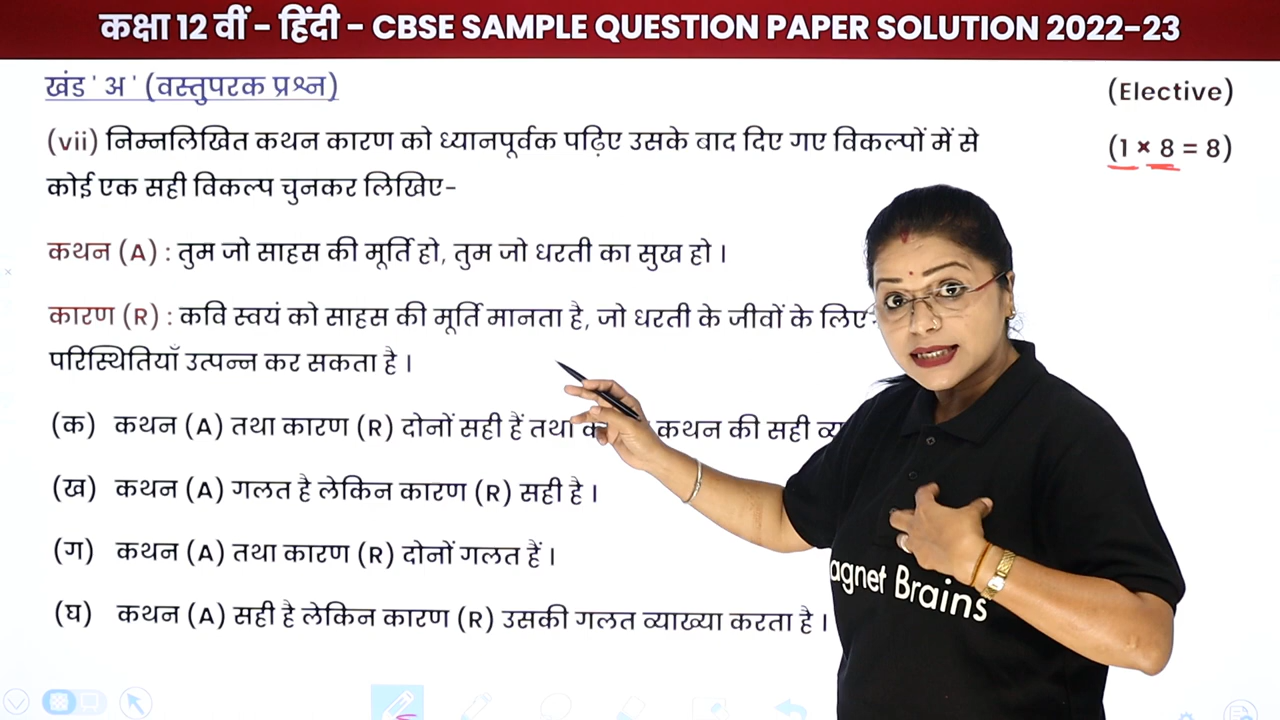 कक्षा 12 वीं – हिंदी – CBSE SAMPLE QUESTION PAPER SOLUTION 2022-23
खंड ' अ ' (वस्तुपरक प्रश्न)
(Elective)
(vii) निम्नलिखित कथन कारण को ध्यानपूर्वक पढ़िए उसके बाद दिए गए विकल्पों में से
(1 × 8 = 8)
कोई एक सही विकल्प चुनकर लिखिए-
कथन (A) : तुम जो साहस की मूर्ति हो, तुम जो धरती का सुख हो ।
कारण (R) : कवि स्वयं को साहस की मूर्ति मानता है, जो धरती के जीवों के लिए
परिस्थितियाँ उत्पन्न कर सकता है ।
(क) कथन (A) तथा कारण (R) दोनों सही हैं तथा कथन की सही
(ख) कथन (A) गलत है लेकिन कारण (R) सही है ।
(ग) कथन (A) तथा कारण (R) दोनों गलत हैं ।
(घ) कथन (A) सही है लेकिन कारण (R) उसकी गलत व्याख्या करता है ।
agnet Brains